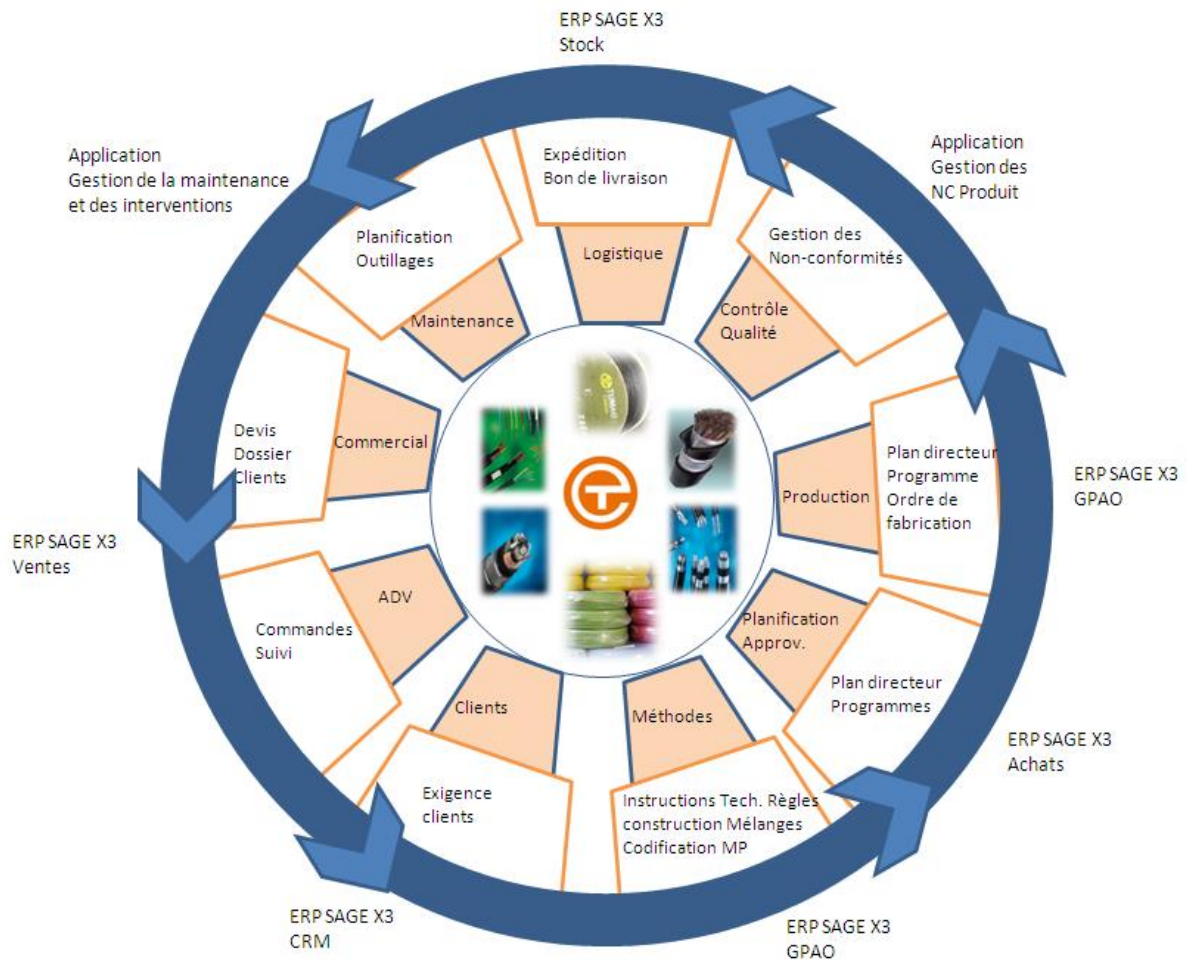 ERP SAGE X3
Stock
Application
Gestion de la maintenance
et des interventions
Application
Gestion des
NC Produit
Expédition
Bon de livraison
Planification
Outillages
Gestion des
Non-conformités
Logistique
Maintenance
Contrôle
Qualité
Devis
Dossier
Clients
Commercial
Production
Plan directeur
Programme
Ordre de
fabrication
ERP SAGE X3
GPAO
ERP SAGE X3
Ventes
ADV
Commandes
Suivi
Planification
Approv.
Plan directeur
Programmes
Clients
Méthodes
ERP SAGE X3
Achats
Exigence
clients
Instructions Tech. Règles
construction Mélanges
Codification MP
ERP SAGE X3
CRM
ERP SAGE X3
GPAO